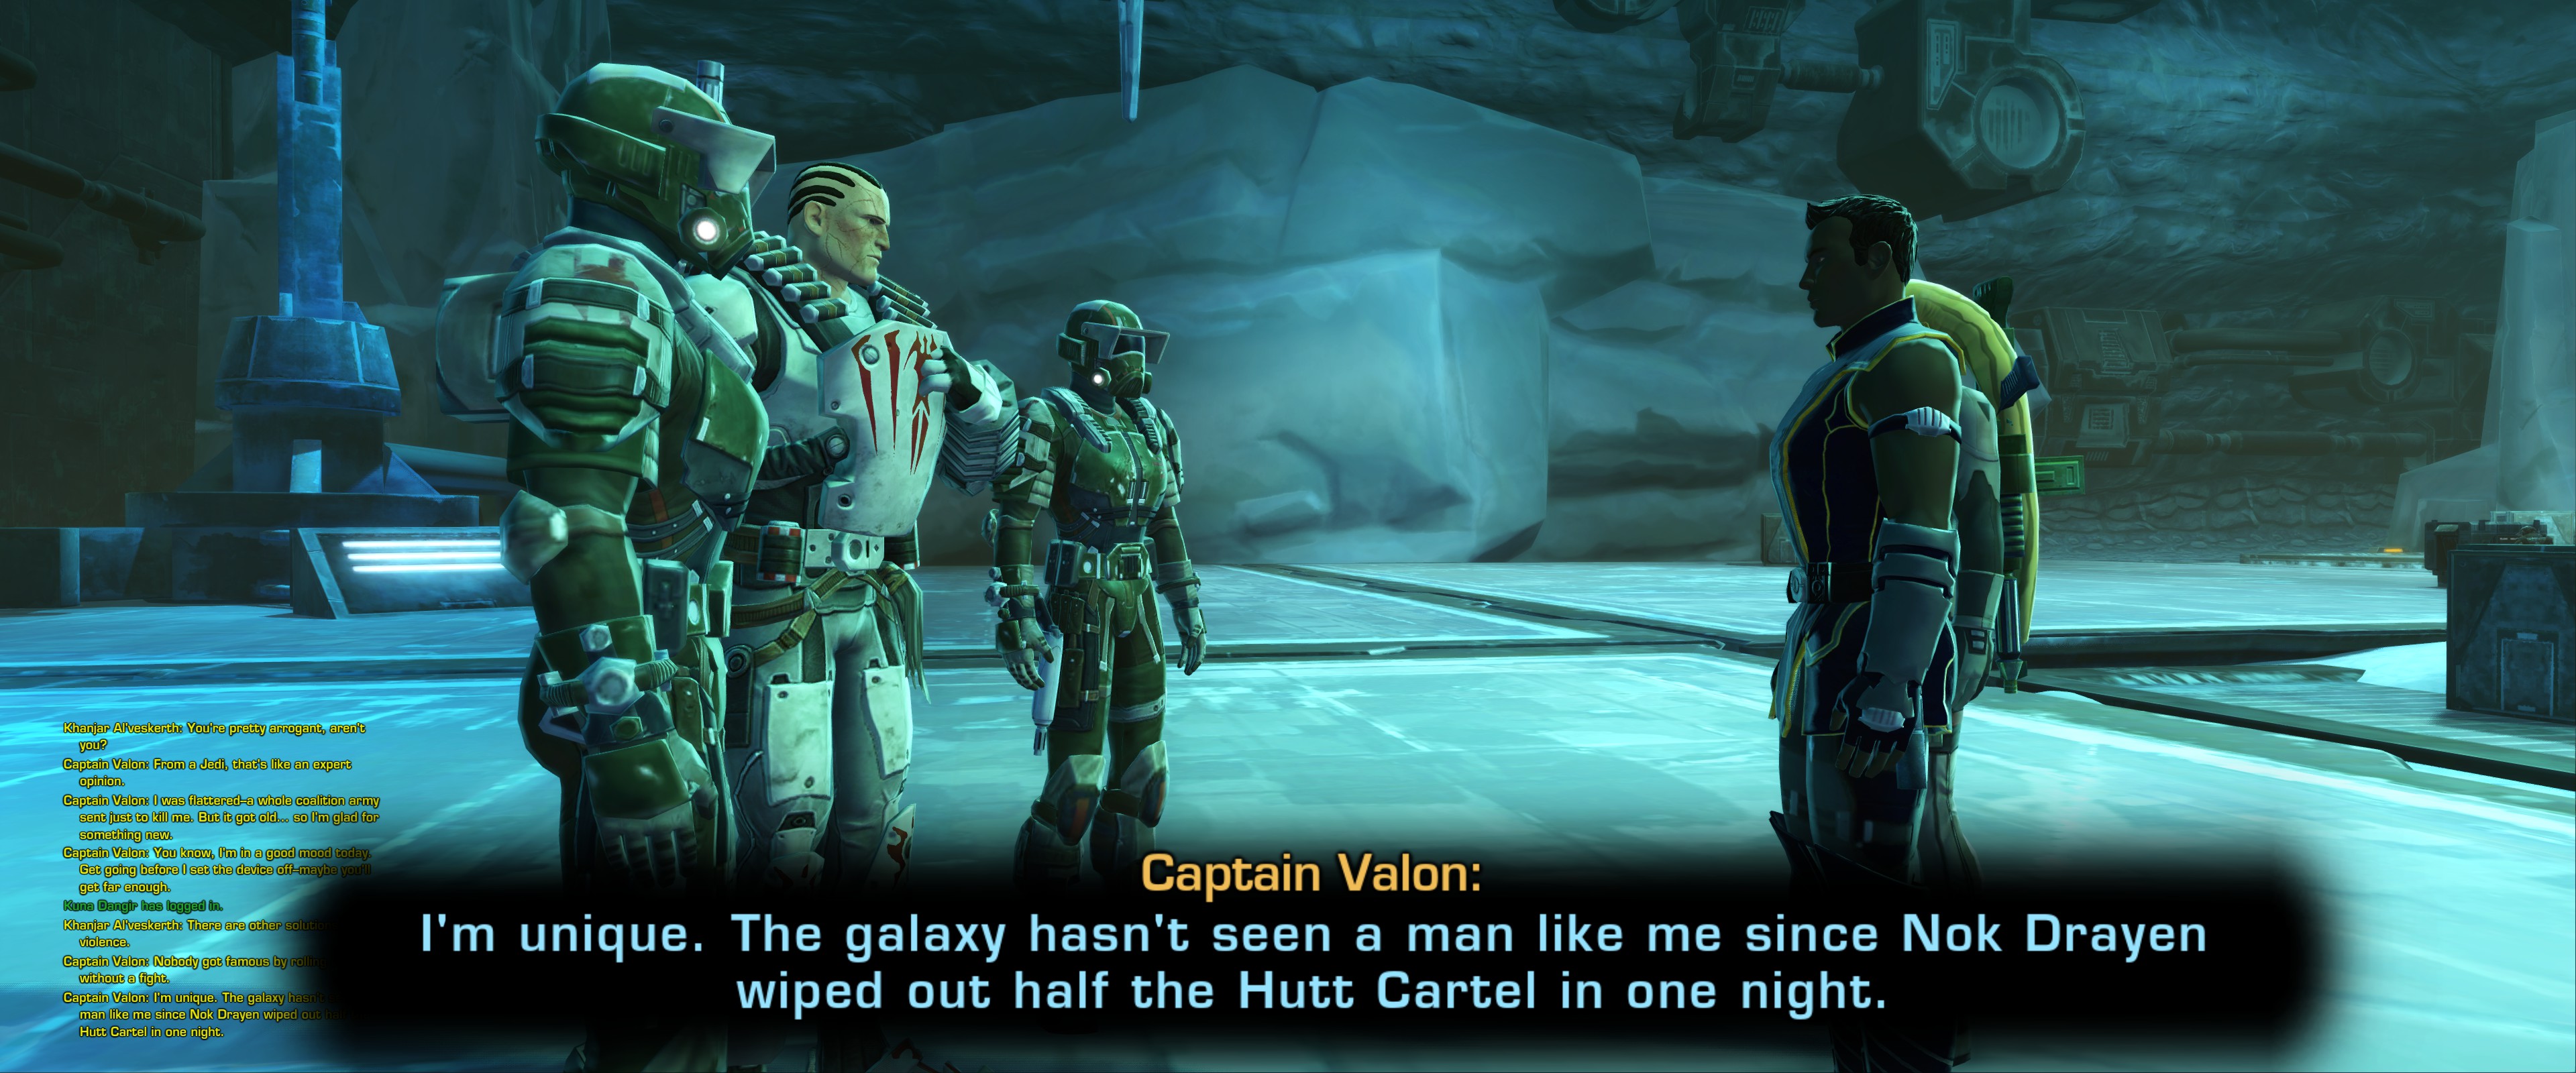 Khanjar Al'veskerth: You're pretty arrogant, aren't
you?
Captain Valon: From a Jedi, that's like an expert
opinion.
Captain Valon: I was flattered–a whole coalition army
sent just to kill me. But it got old... so I'm glad for
something new.
Captain Valon: You know, I'm in a good mood today.
Get going before I set the device off–maybe you'll
get far enough.
Kuna Dangir has logged in.
Khanjar Al'veskerth: There are other
violence.
Captain Valon: Nobody got famous by
without a fight.
Captain Valon: I'm unique. The galaxy hasn't
man like me since Nok Drayen wiped out
Hutt Cartel in one night.
Captain Valon:
I'm unique. The galaxy hasn't seen a man like me since Nok Drayen
wiped out half the Hutt Cartel in one night.